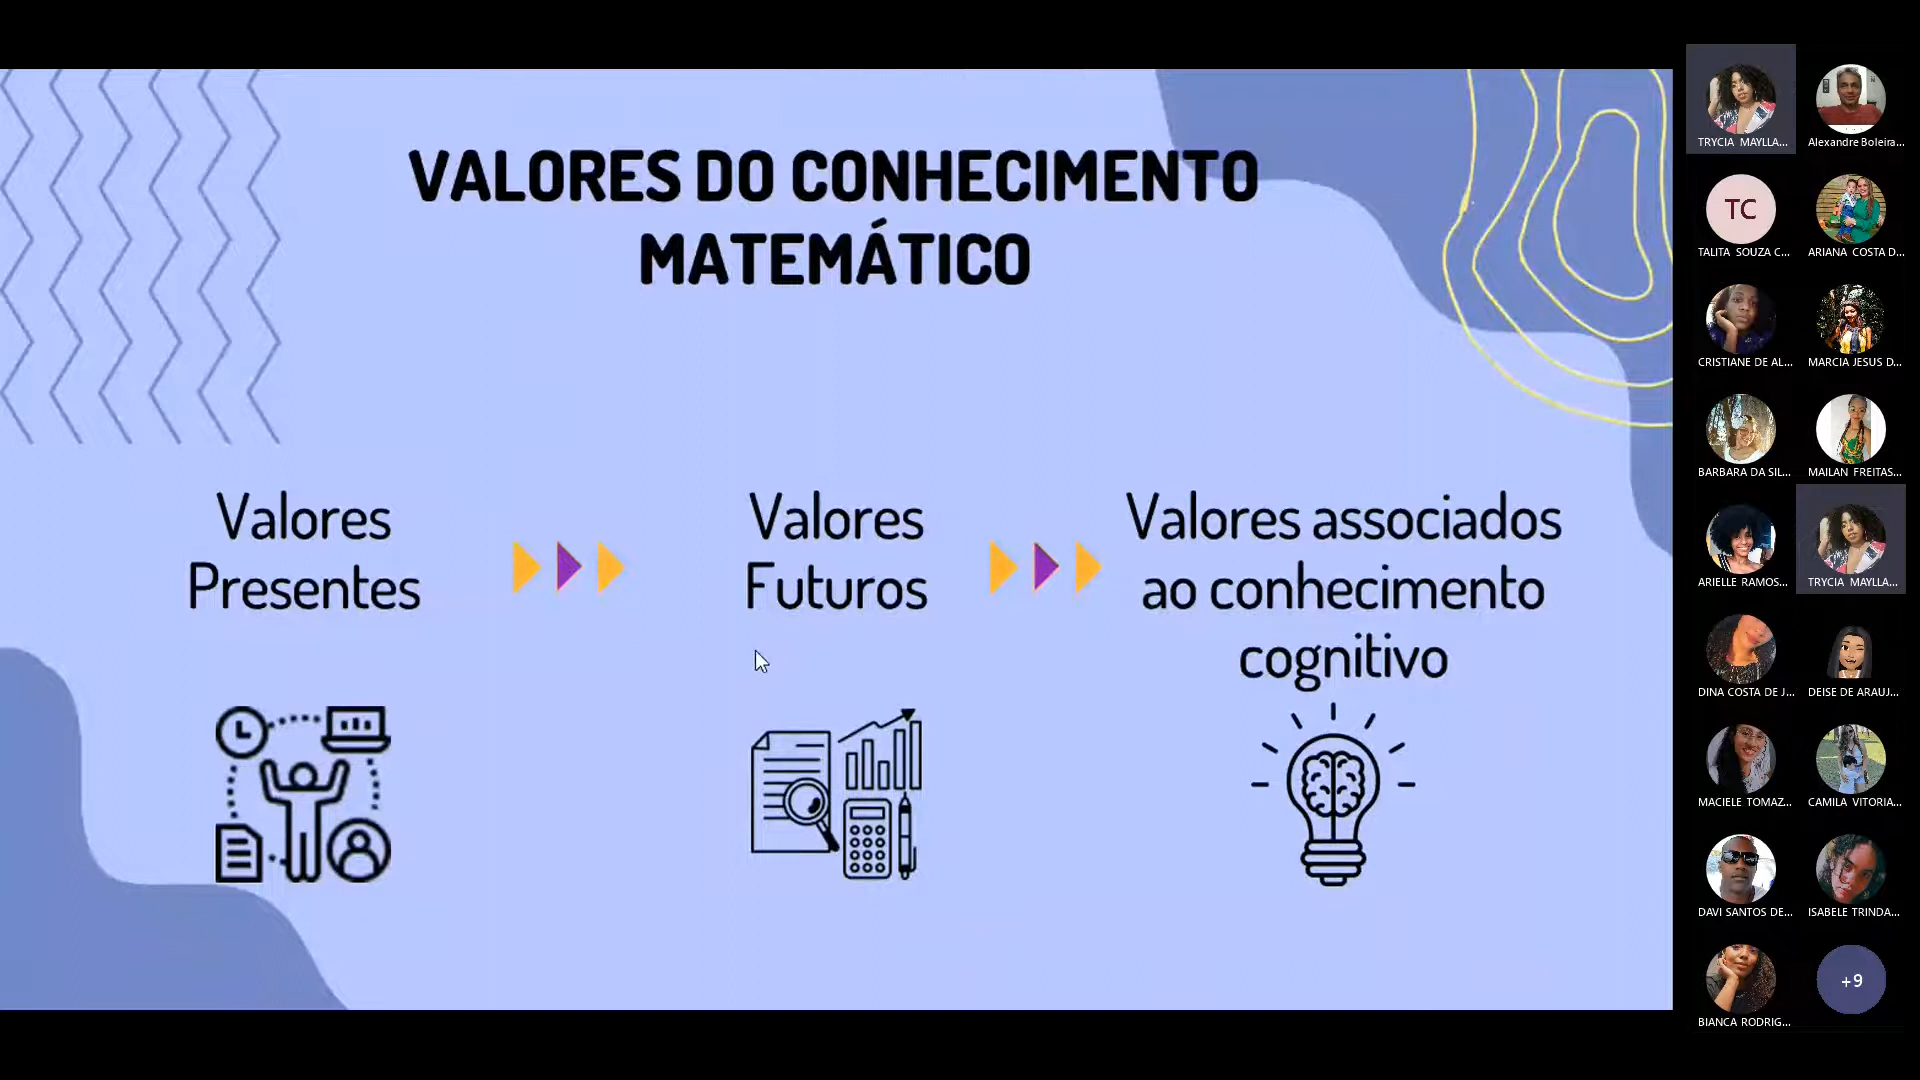 VALORES DO CONHECIMENTO
MATEMÁTICO
Valores
Presentes
Valores
Futuros
Valores associados
ao conhecimento
cognitivo
TRYCIA MAYLLA...
Alexandre Boleira...
TC
TALITA SOUZA C...
ARIANA COSTA D...
CRISTIANE DE AL...
MARCIA JESUS D...
BARBARA DA SIL...
MAILAN FREITAS...
ARIELLE RAMOS...
TRYCIA MAYLLA...
DINA COSTA DE J...
DEISE DE ARAUJ...
MACIELE TOMAZ...
CAMILA VITORIA...
DAVI SANTOS DE...
ISABELE TRINDA...
BIANCA RODRIG...
+9